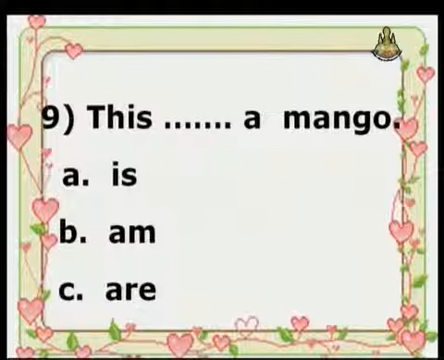 9) This ....... a mango.
a. is
b. am
c. are